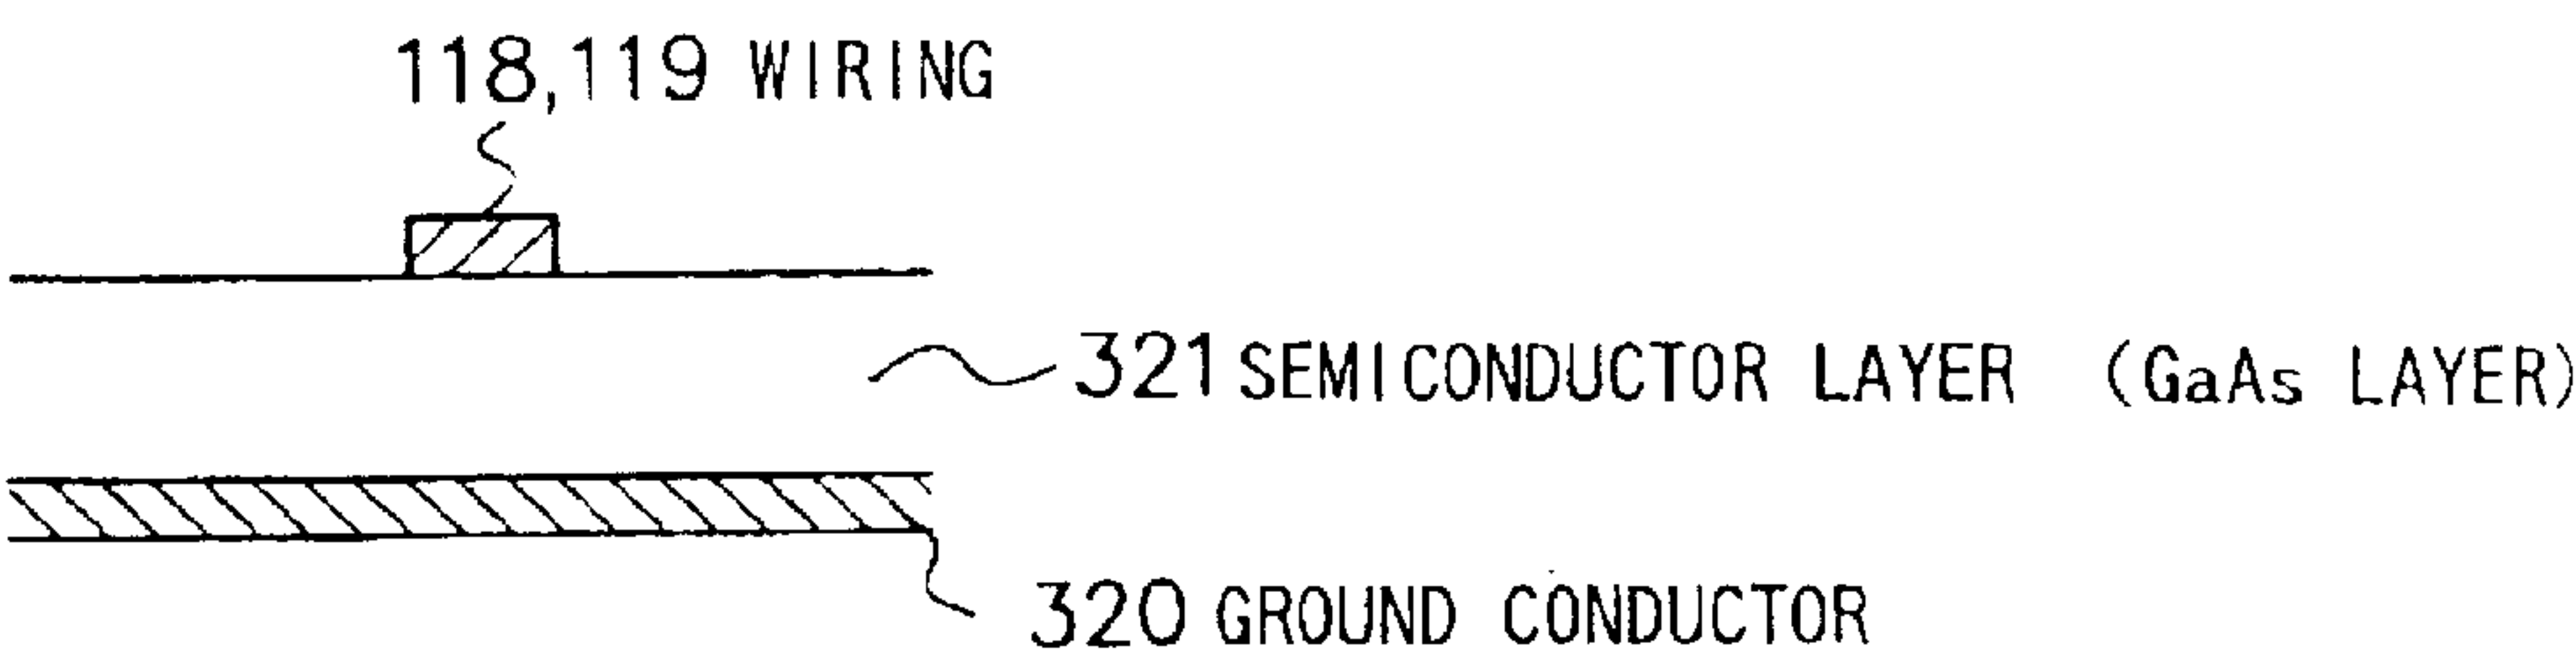 118,119 WIRING
321 SEMICONDUCTOR LAYER (GaAs LAYER)
320 GROUND CONDUCTOR